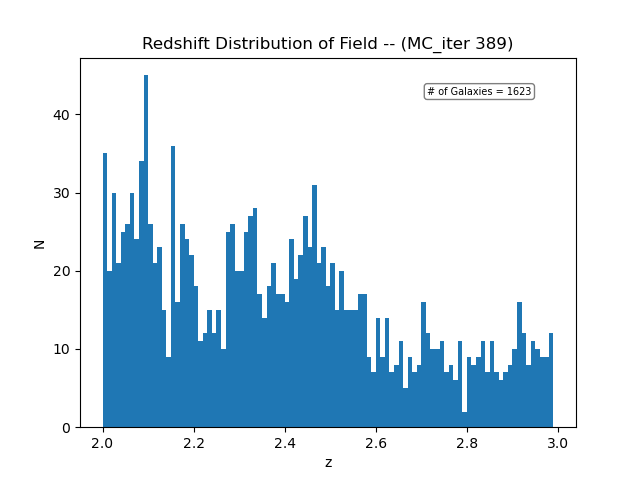 Redshift Distribution of Field -- (MC_iter 389)
# of Galaxies = 1623
N
40
30
20
10
0
2.0 2.2 2.4 2.6 2.8 3.0
z